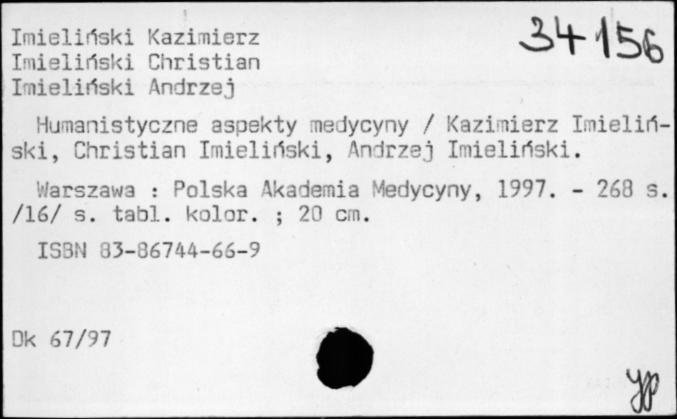 34156
Imieliński Kazimierz
Imieliński Christian
Imieliński Andrzej
Humanistyczne aspekty medycyny / Kazimierz Imieliń-
ski, Christian Imieliński, Andrzej Imieliński.
Warszawa : Polska Akademia Medycyny, 1997. - 268 s.
/16/ s. tabl. kolor. ; 20 cm.
ISBN 83-86744-66-9
Dk 67/97